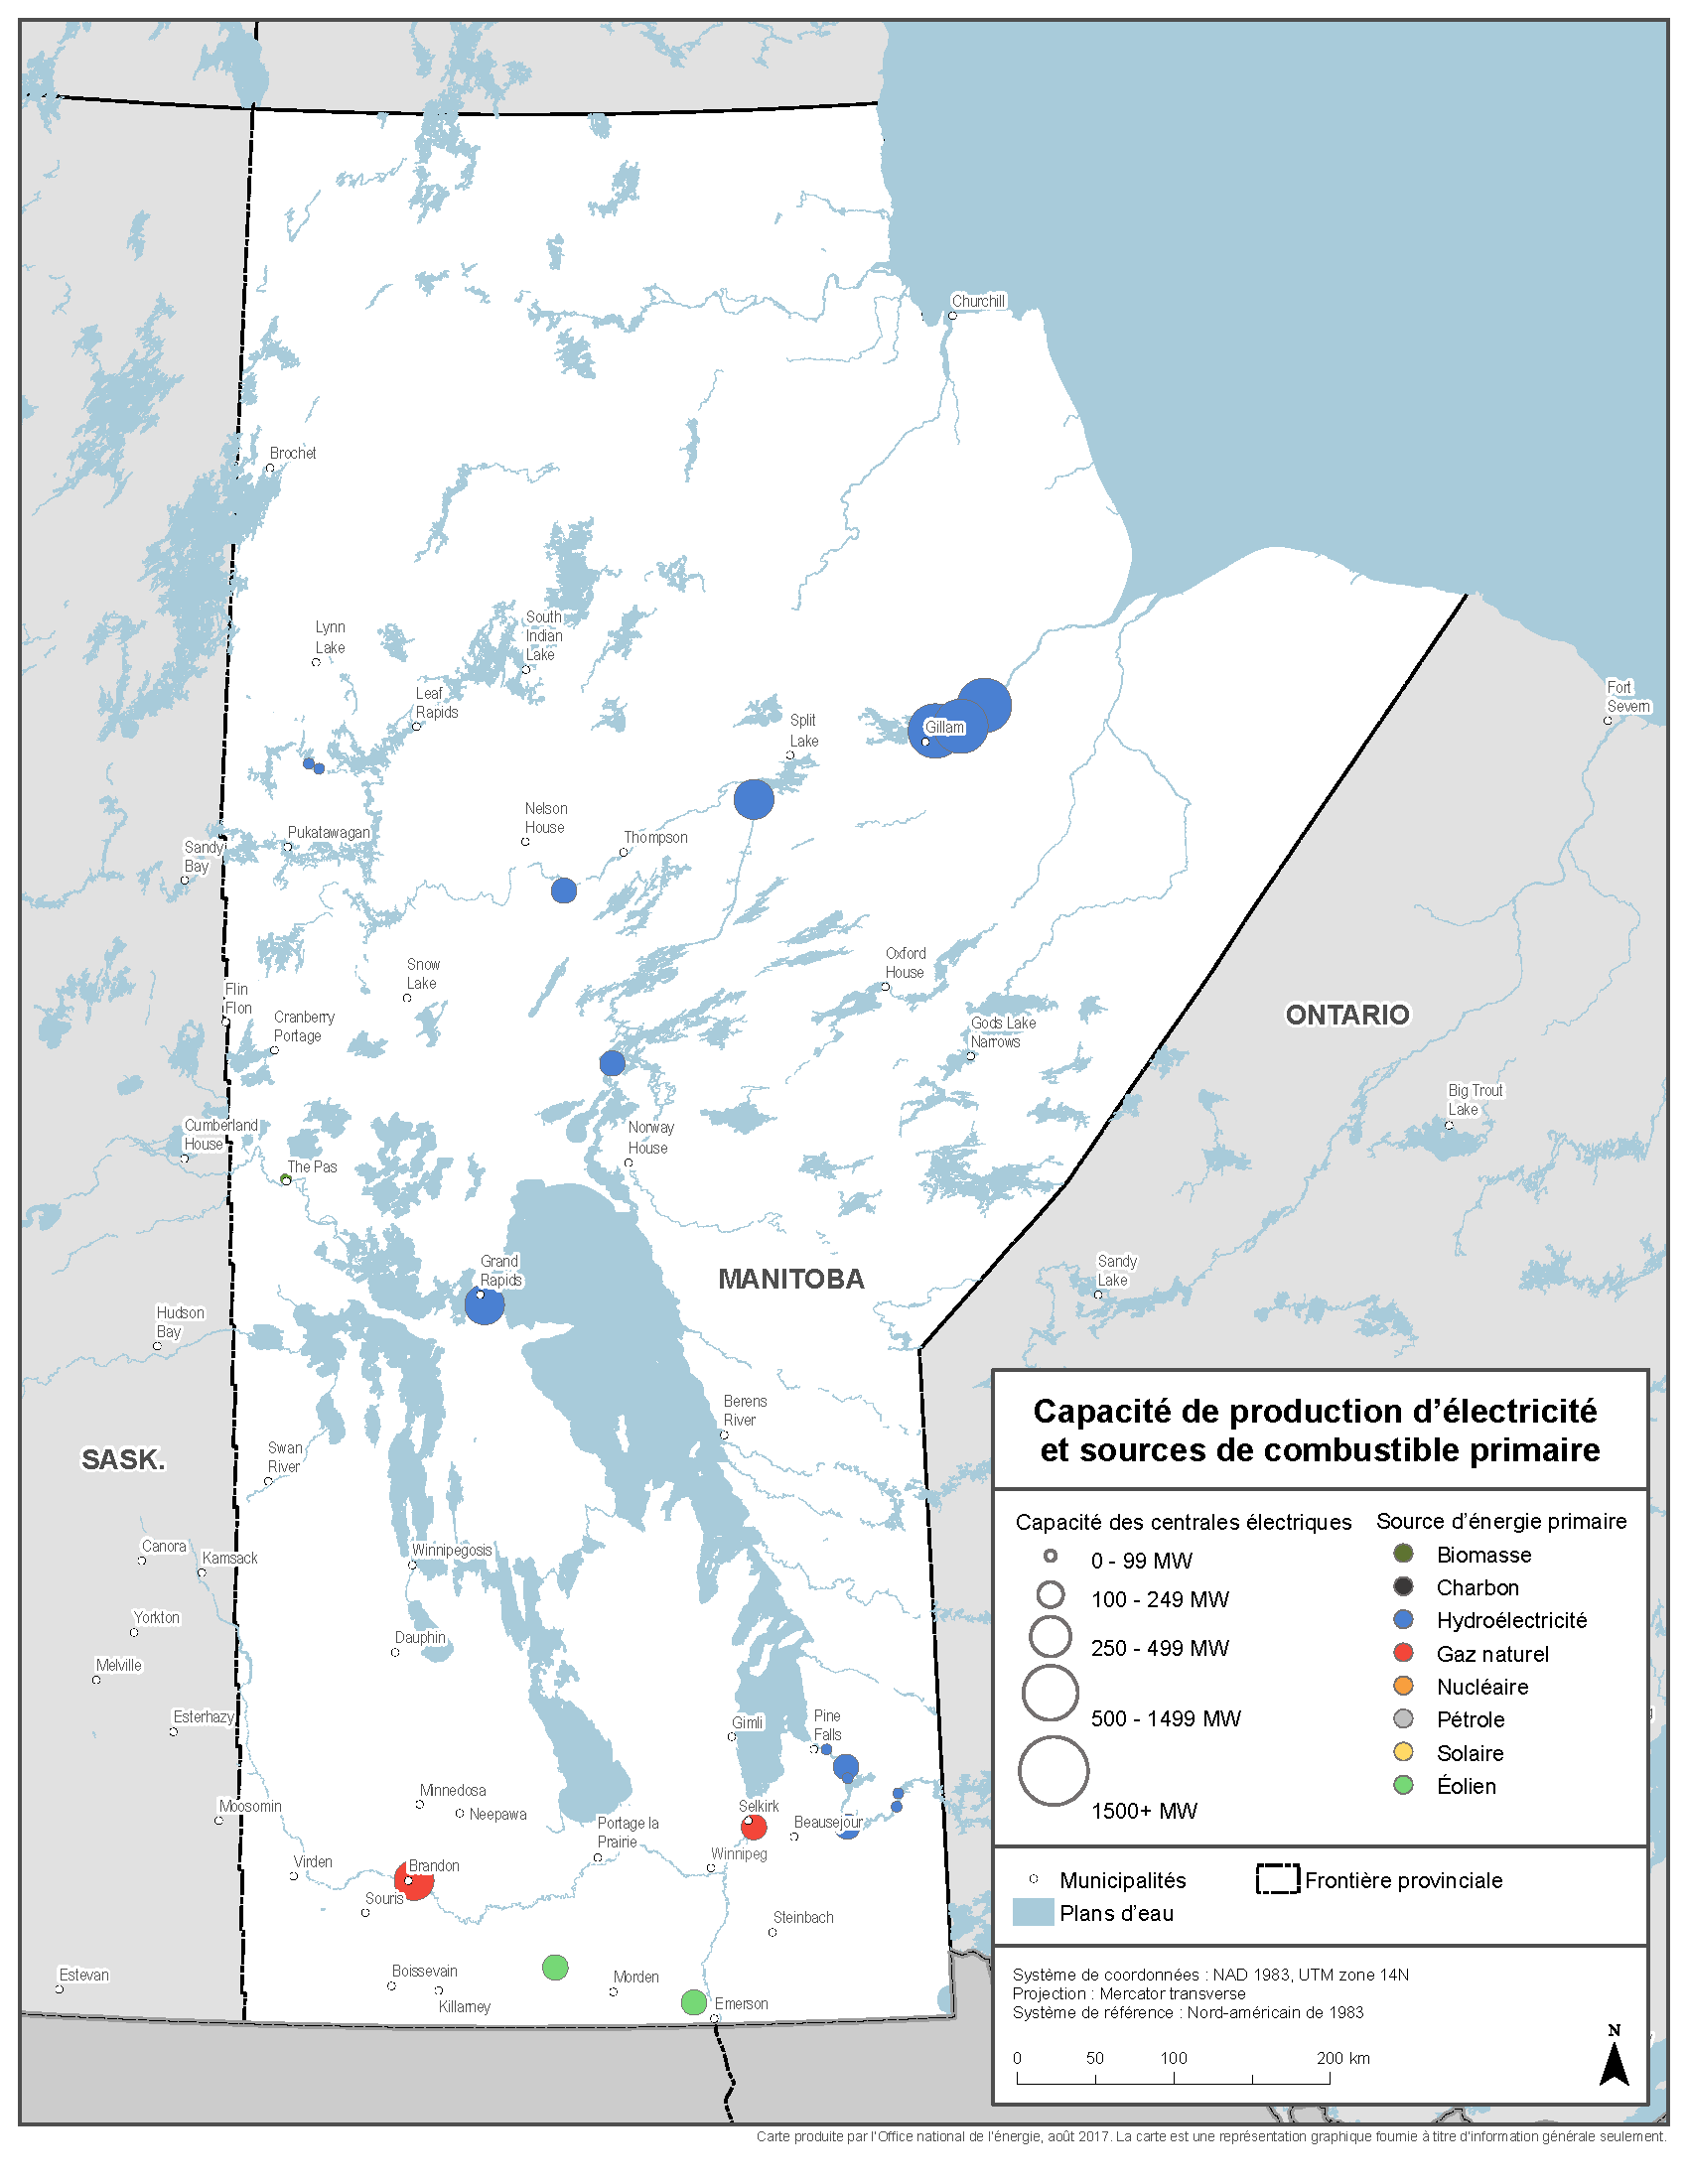 Churchill
Brochet
Lynn
Lake
South
Indian
Lake
Leaf
Rapids
Split
Lake
Gillam
Fort
Severn
Nelson
House
Thompson
Pukatawagan
Sandy
Bay
Snow
Lake
Oxford
House
Flin
Flon
Cranberry
Portage
Gods Lake
Narrows
ONTARIO
Big Trout
Lake
Cumberland
House
Norway
House
The Pas
Grand
Rapids
MANITOBA
Sandy
Lake
Hudson
Bay
Berens
River
SASK.
Swan
River
Canora
Kamsack
Winnipegosis
Yorkton
Dauphin
Melville
Esterhazy
Gimli
Pine
Falls
Moosomin
Minnedosa
Neepawa
Selkirk
Portage la
Prairie
Beausejour
Winnipeg
Virden
Brandon
Souris
Steinbach
Estevan
Boissevain
Killarney
Morden
Emerson
Capacité de production d'électricité
et sources de combustible primaire
Capacité des centrales électriques
0 - 99 MW
100 - 249 MW
250 - 499 MW
500 - 1499 MW
1500+ MW
Source d'énergie primaire
Biomasse
Charbon
Hydroélectricité
Gaz naturel
Nucléaire
Pétrole
Solaire
Éolien
Municipalités
Frontière provinciale
Plans d'eau
Système de coordonnées : NAD 1983, UTM zone 14N
Projection : Mercator transverse
Système de référence : Nord-américain de 1983
0 50 100 200 km
N
Carte produite par l'Office national de l'énergie, août 2017. La carte est une représentation graphique fournie à titre d'information générale seulement.